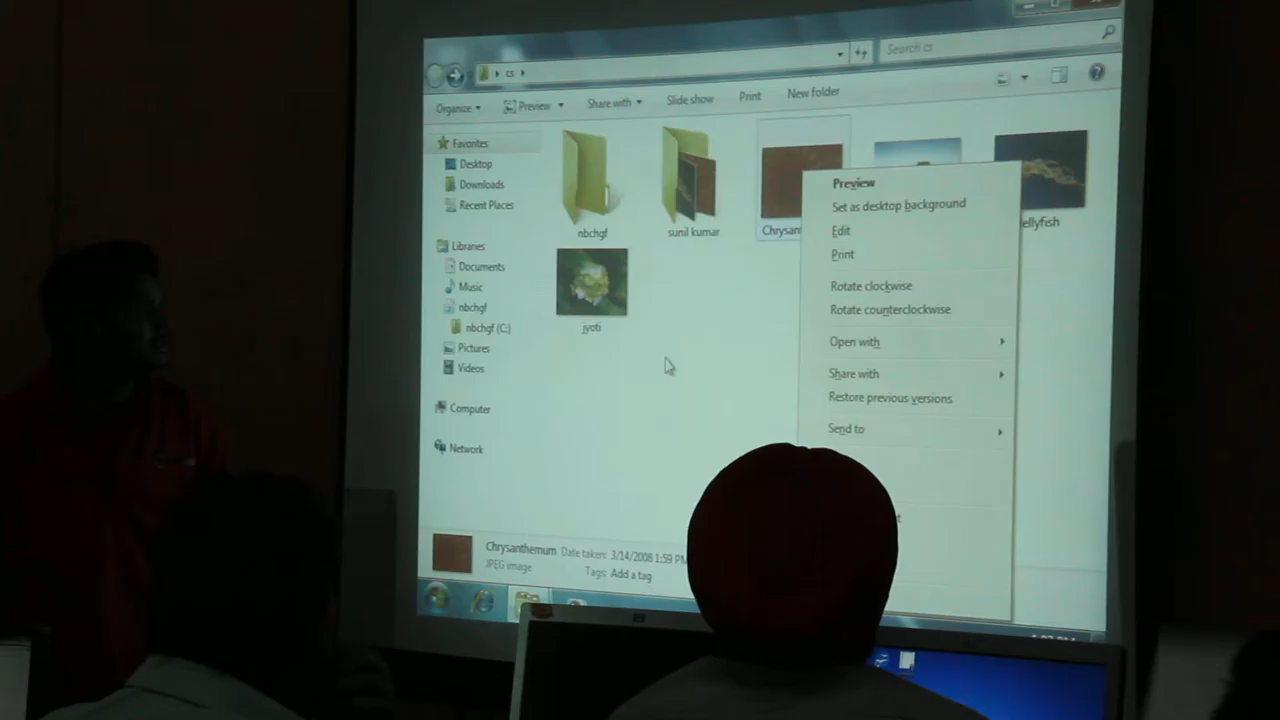 cs
Search cs
Organize
Preview
Share with
Slide show
Print
New folder
Favorites
Desktop
Downloads
Recent Places
Libraries
Documents
Music
nbchgf
nbchgf (C:)
Pictures
Videos
Computer
Network
nbchgf
sunil kumar
Chrysan
ellyfish
jyoti
Preview
Set as desktop background
Edit
Print
Rotate clockwise
Rotate counterclockwise
Open with
Share with
Restore previous versions
Send to
Chrysanthemum Date taken: 3/14/2008 1:59 PM
JPEG image Tags: Add a tag
hp